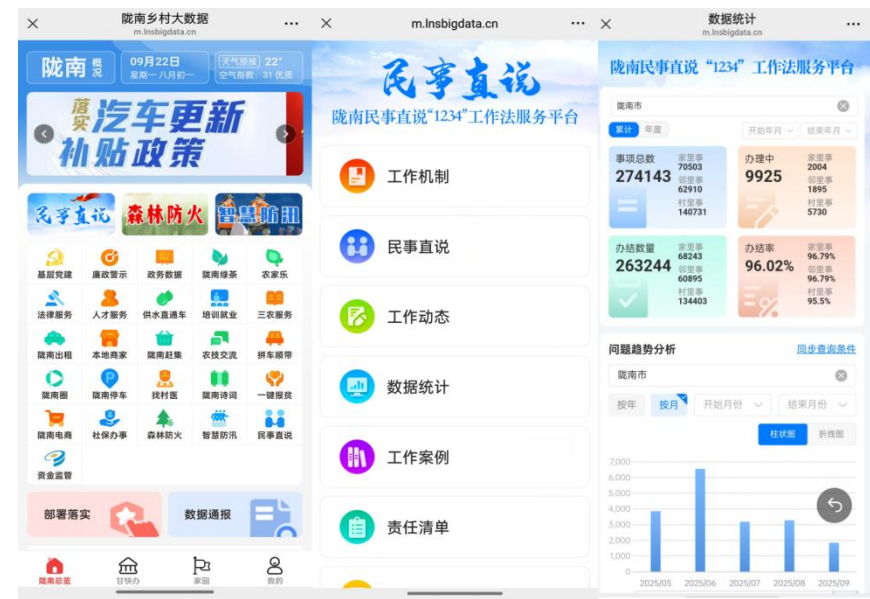 陇南乡村大数据
m.lnsbigdata.cn
陇南 概况
09月22日
星期一 八月初一
天气预报 22°
空气指数: 31 优质
落实 汽车更新
补贴政策
民事直说
森林防火
智慧防汛
基层党建 廉政警示 政务数据 陇南绿茶 农家乐
法律服务 人才服务 供水直通车 培训就业 三农服务
陇南出租 本地商家 陇南赶集 农技交流 拼车顺带
陇南圈 陇南停车 找村医 陇南诗词 一键报贫
陇南电商 社保办事 森林防火 智慧防汛 民事直说
资金监管
部署落实
数据通报
陇南总览 甘快办 家园 我的
m.lnsbigdata.cn
民事直说
陇南民事直说“1234”工作法服务平台
工作机制
民事直说
工作动态
数据统计
工作案例
责任清单
数据统计
m.lnsbigdata.cn
陇南民事直说“1234”工作法服务平台
陇南市
累计 年度
开始年月 结束年月
事项总数
274143
家里事
70503
邻里事
62910
村里事
140731
办理中
9925
家里事
2004
邻里事
1895
村里事
5730
办结数量
263244
家里事
68243
邻里事
60895
村里事
134403
办结率
96.02%
家里事
96.79%
邻里事
96.79%
村里事
95.5%
问题趋势分析
同步查询条件
陇南市
按年 按月 开始月份 结束月份
柱状图 折线图
7,000
6,000
5,000
4,000
3,000
2,000
1,000
0
2025/05 2025/06 2025/07 2025/08 2025/09